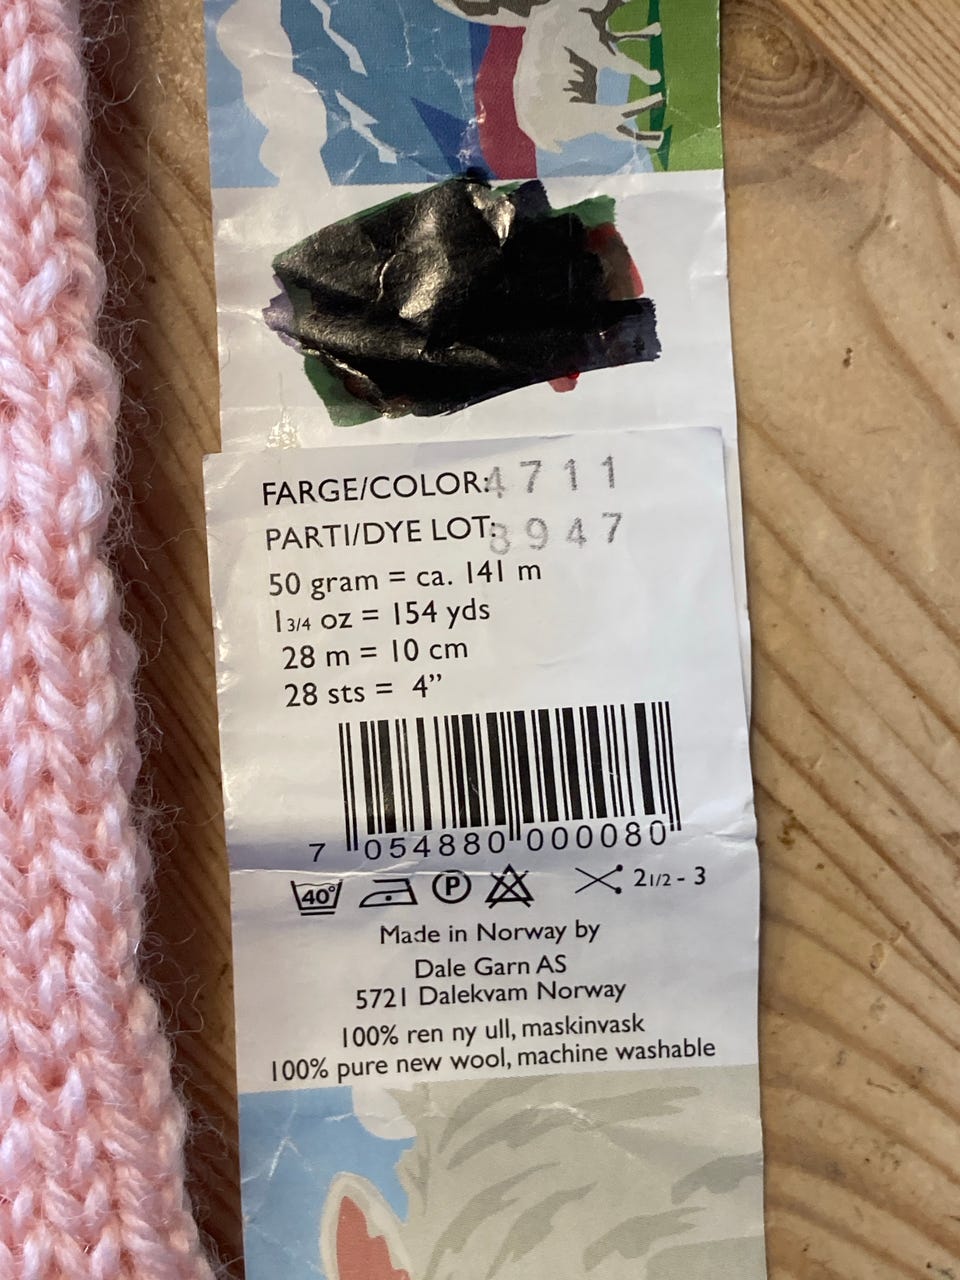 FARGE/COLOR: 4711
PARTI/DYE LOT: 8947
50 gram = ca. 141 m
1 3/4 oz = 154 yds
28 m = 10 cm
28 sts = 4”
7 054880 000080
40° P 2 1/2 - 3
Made in Norway by
Dale Garn AS
5721 Dalekvam Norway
100% ren ny ull, maskinvask
100% pure new wool, machine washable